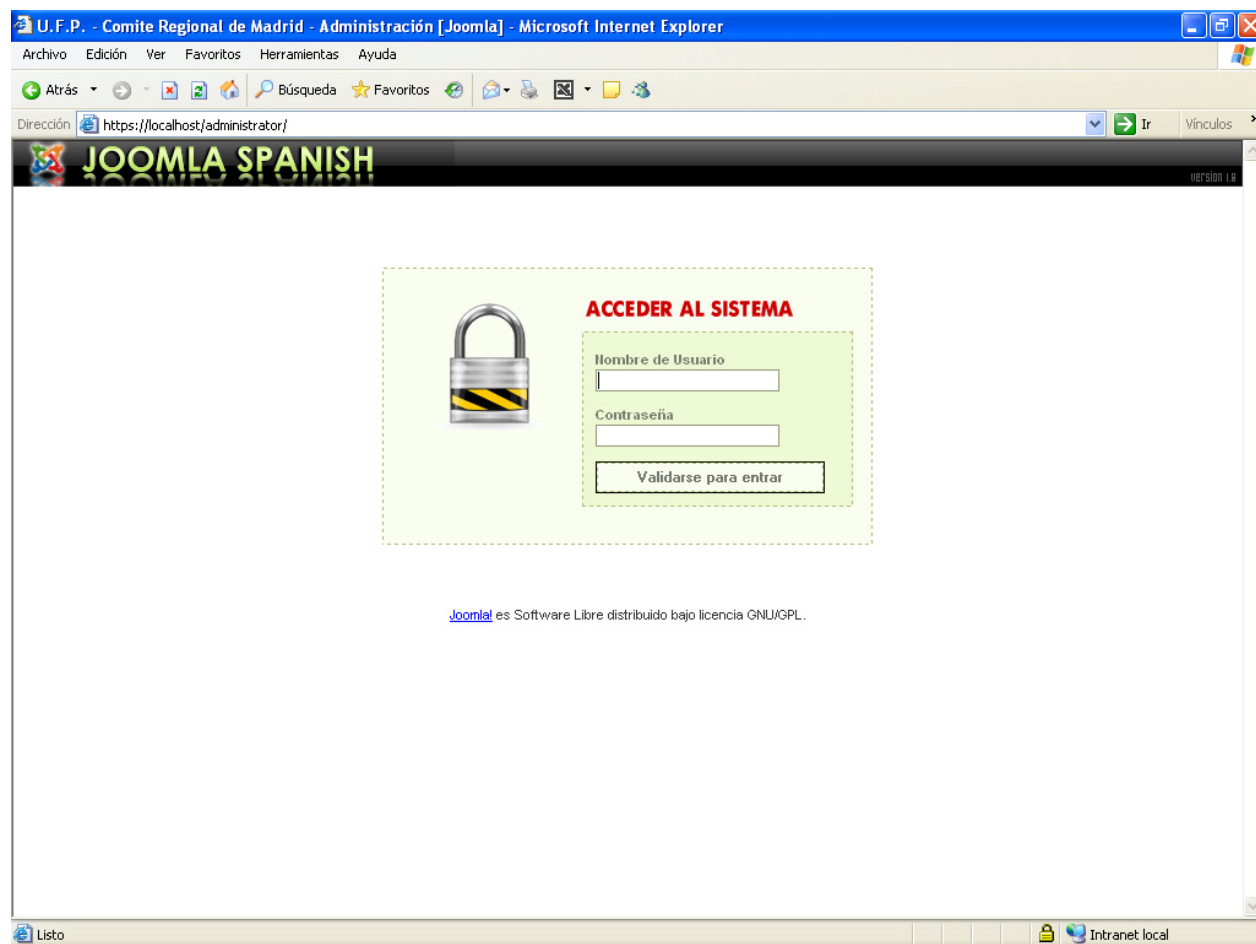 U.F.P. - Comite Regional de Madrid - Administración [Joomla] - Microsoft Internet Explorer
Archivo Edición Ver Favoritos Herramientas Ayuda
Atrás Búsqueda Favoritos
Dirección https://localhost/administrator/ Ir Vínculos
JOOMLA SPANISH
version 1.0
ACCEDER AL SISTEMA
Nombre de Usuario
Contraseña
Validarse para entrar
Joomla! es Software Libre distribuido bajo licencia GNU/GPL.
Listo Intranet local